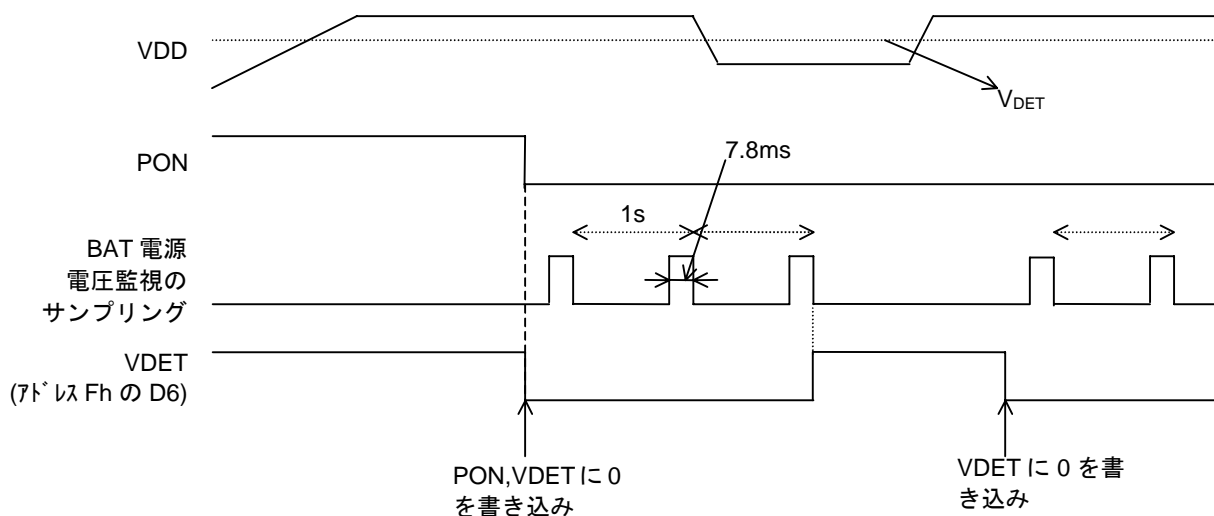 VDD
VDET
PON
7.8ms
1s
BAT 電源
電圧監視の
サンプリング
VDET
(ｱﾄﾞﾚｽ Fh の D6)
PON,VDET に 0
を書き込み
VDET に 0 を書
き込み